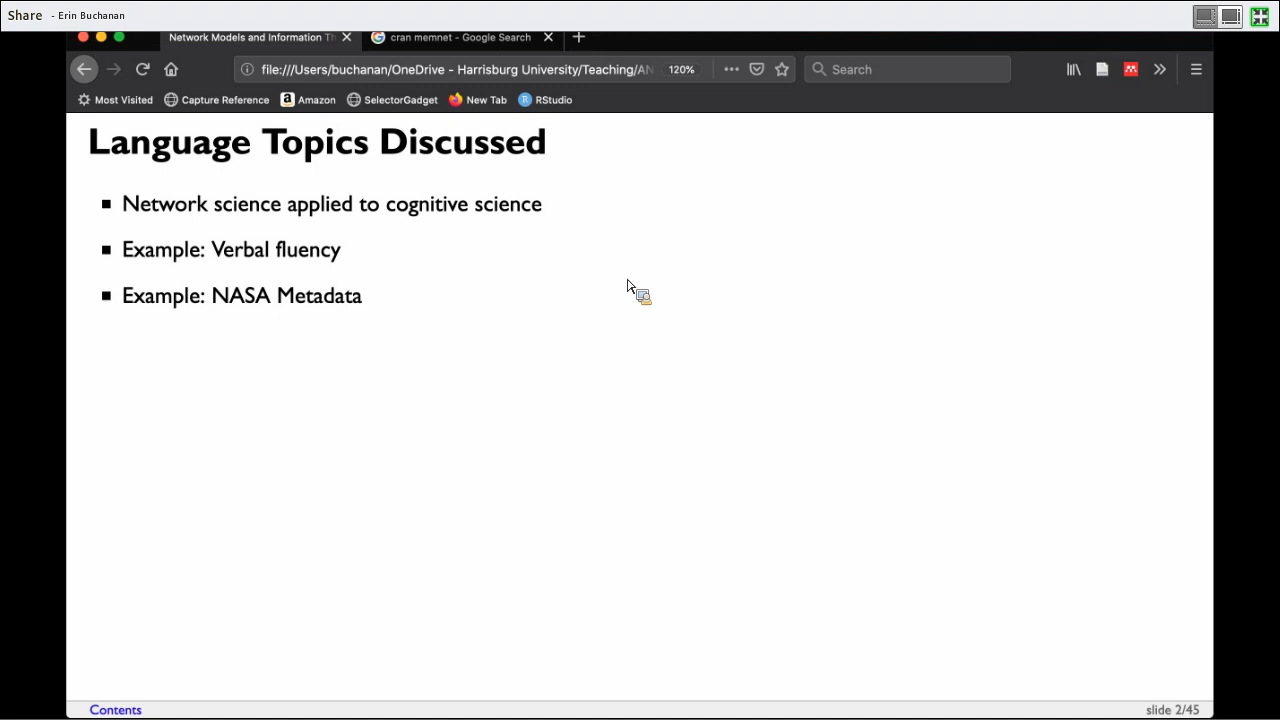 Share - Erin Buchanan
Network Models and Information Th
cran memnet - Google Search
file:///Users/buchanan/OneDrive - Harrisburg University/Teaching/AN
120%
Search
Most Visited
Capture Reference
Amazon
SelectorGadget
New Tab
RStudio
Language Topics Discussed
Network science applied to cognitive science
Example: Verbal fluency
Example: NASA Metadata
Contents
slide 2/45